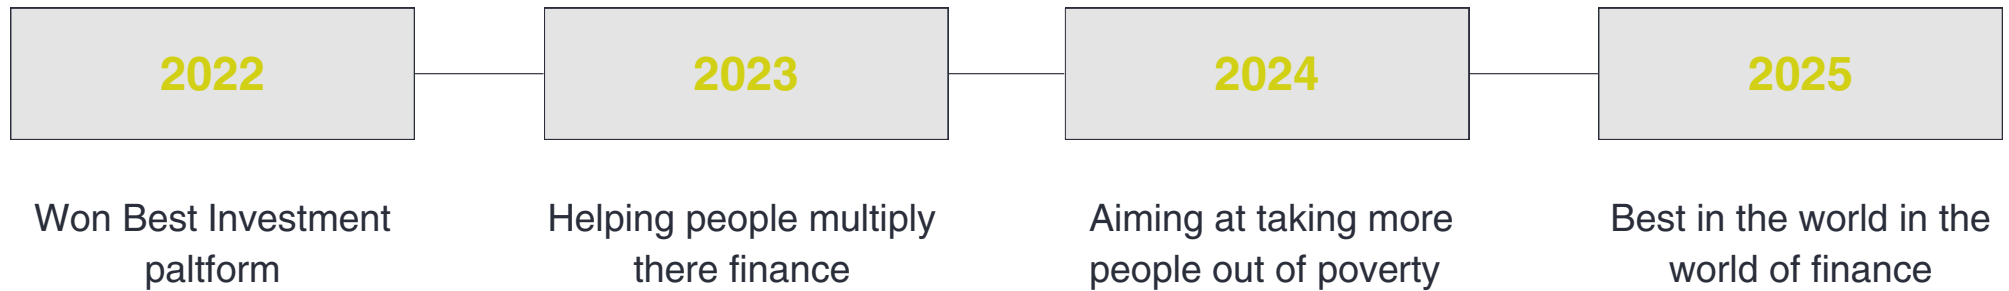 2022
Won Best Investment
paltform
2023
Helping people multiply
there finance
2024
Aiming at taking more
people out of poverty
2025
Best in the world in the
world of finance